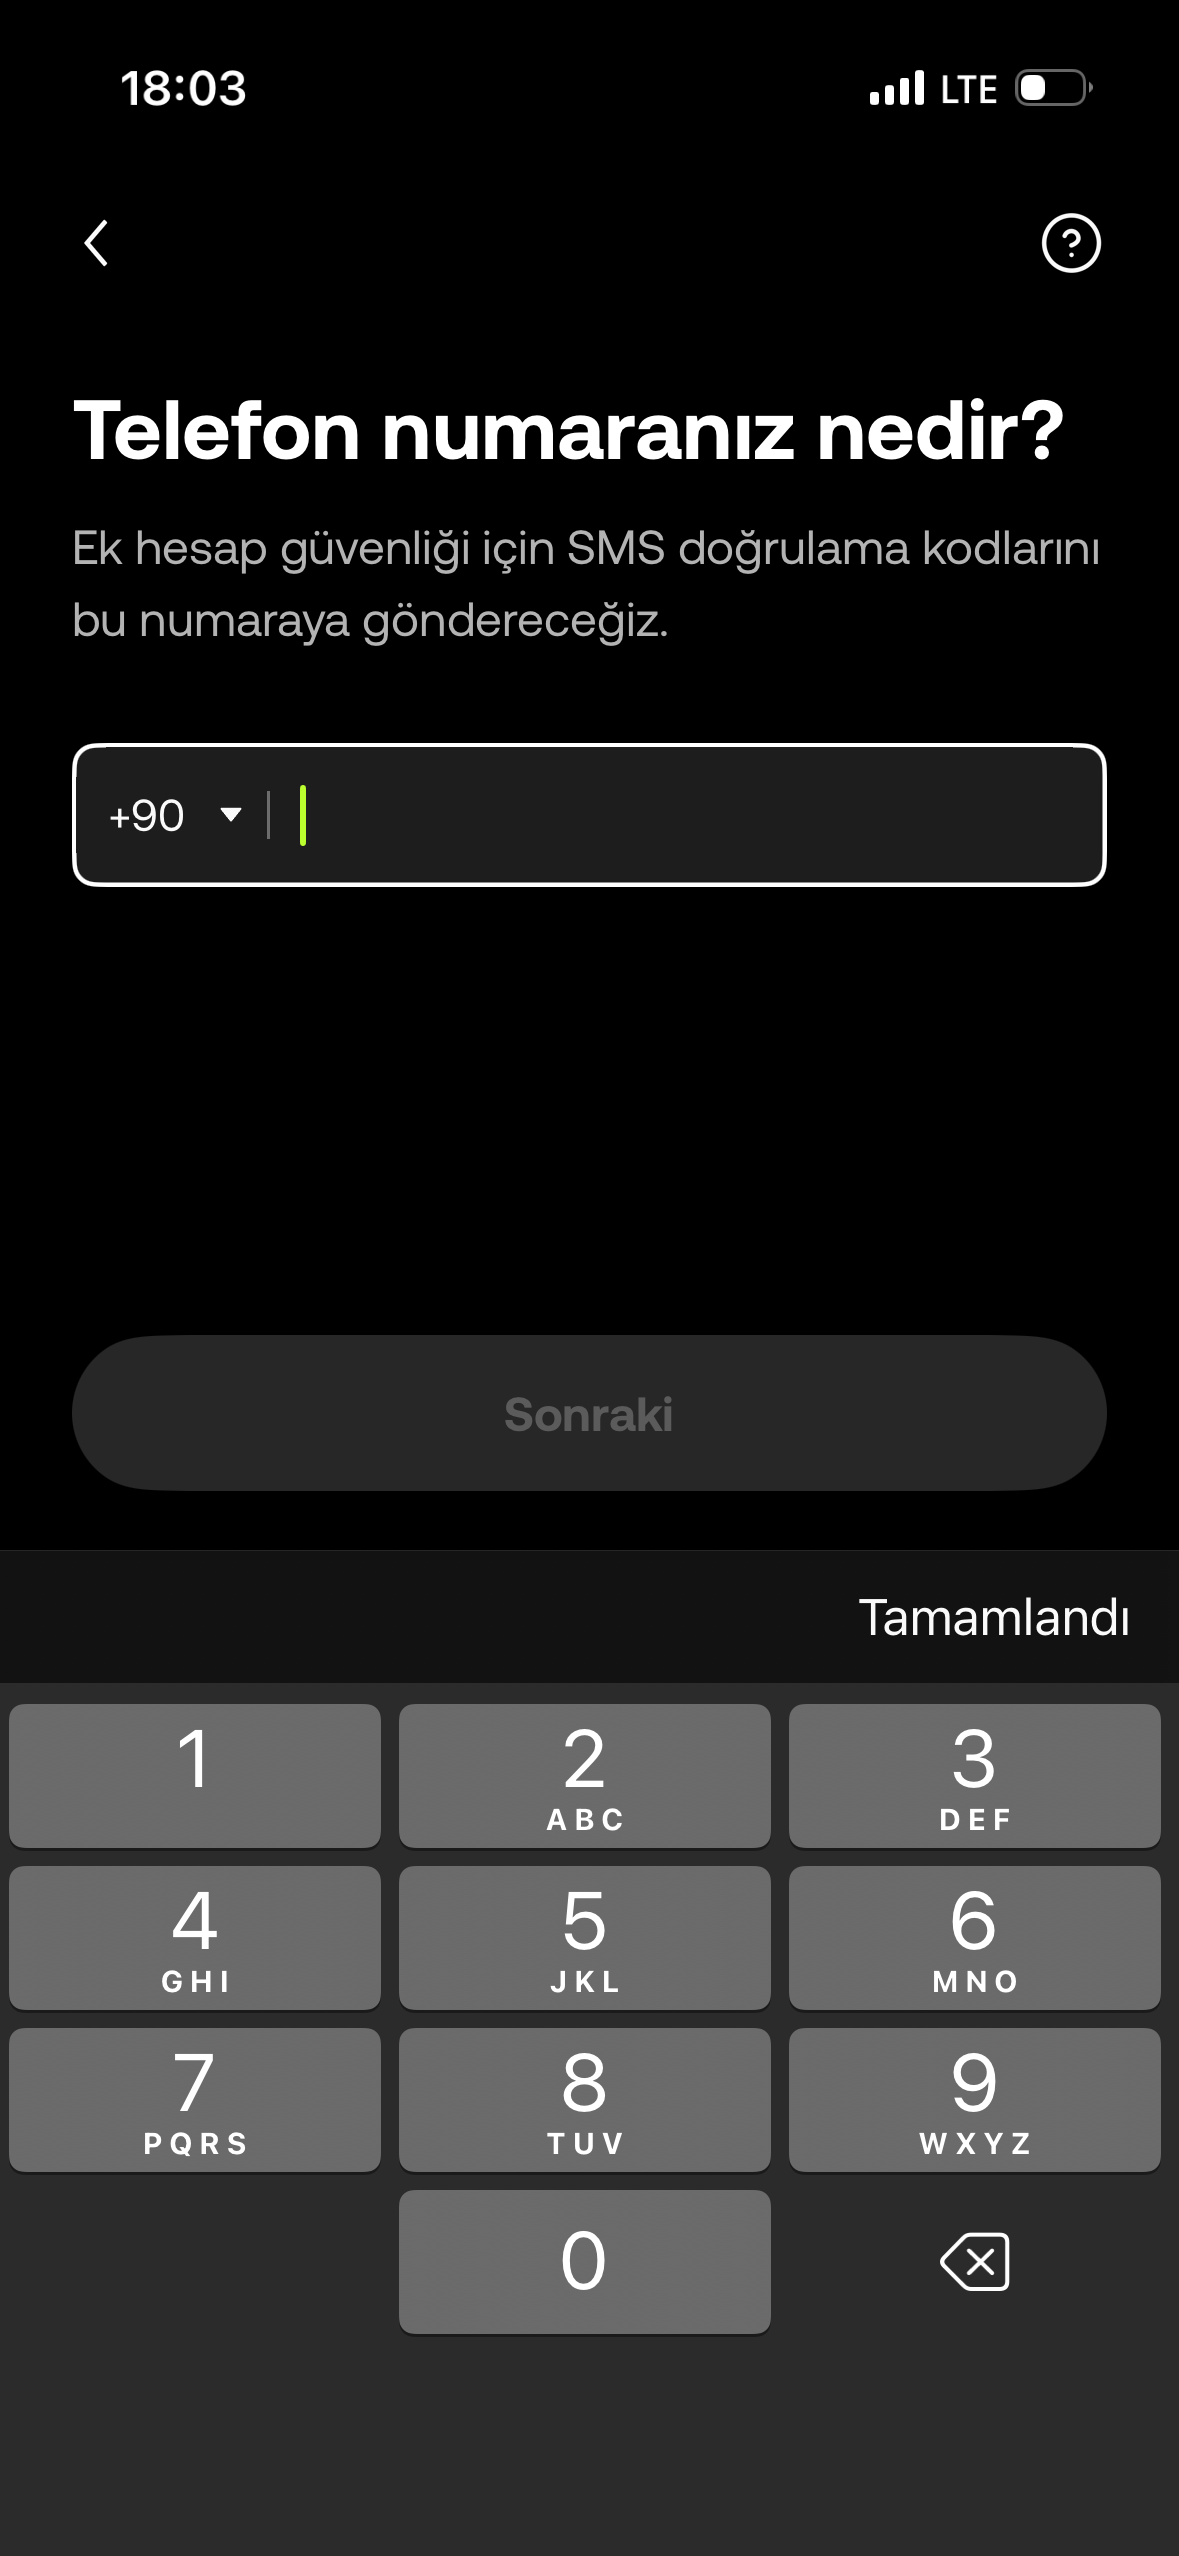 18:03 LTE
?
Telefon numaranız nedir?
Ek hesap güvenliği için SMS doğrulama kodlarını
bu numaraya göndereceğiz.
+90
Sonraki
Tamamlandı
1 2 3
ABC DEF
4 5 6
GHI JKL MNO
7 8 9
PQRS TUV WXYZ
0